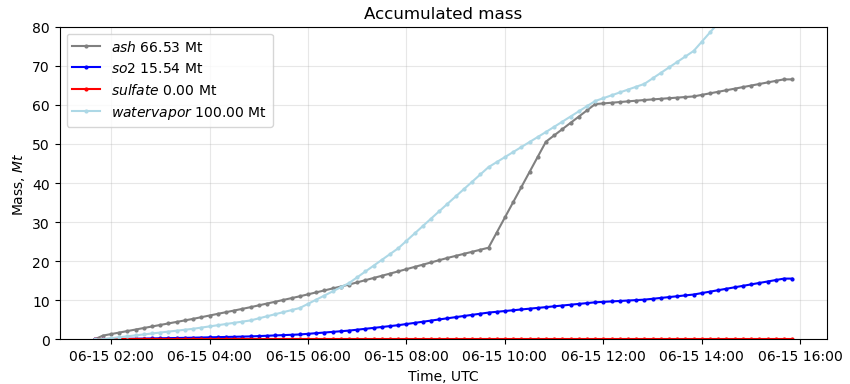 Accumulated mass
ash 66.53 Mt
so2 15.54 Mt
sulfate 0.00 Mt
watervapor 100.00 Mt
Mass, Mt
80
70
60
50
40
30
20
10
0
06-15 02:00 06-15 04:00 06-15 06:00 06-15 08:00 06-15 10:00 06-15 12:00 06-15 14:00 06-15 16:00
Time, UTC